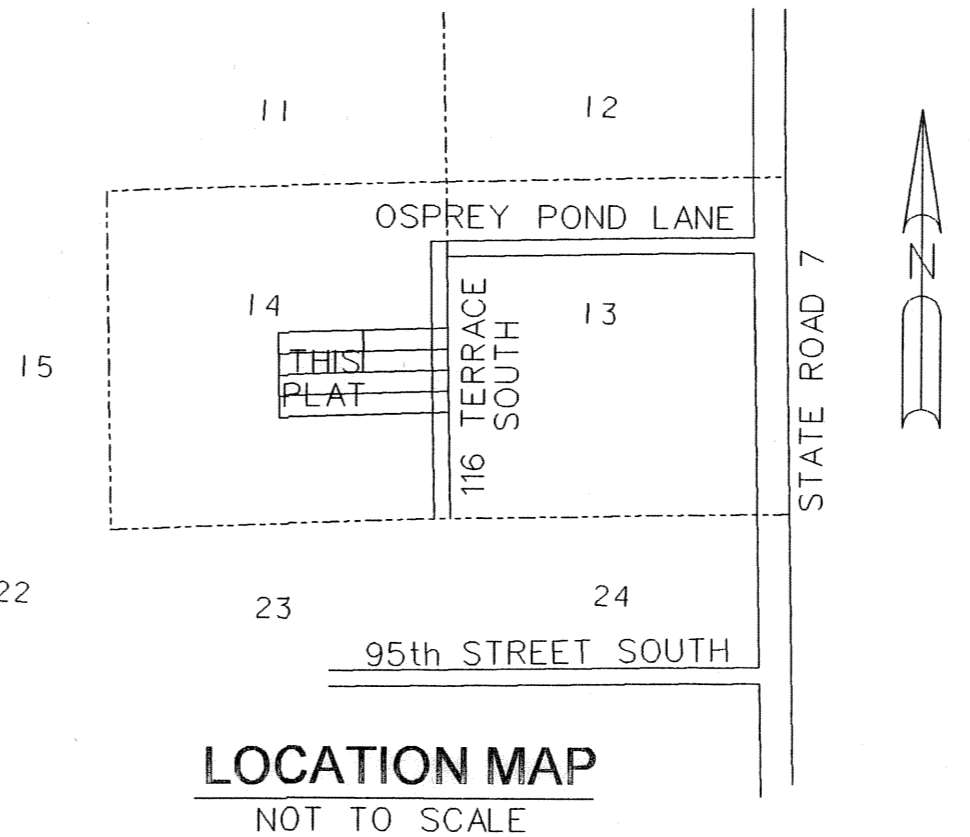 11
12
OSPREY POND LANE
N
14
13
15
THIS
PLAT
116 TERRACE
SOUTH
STATE ROAD 7
22
23
24
95th STREET SOUTH
LOCATION MAP
NOT TO SCALE